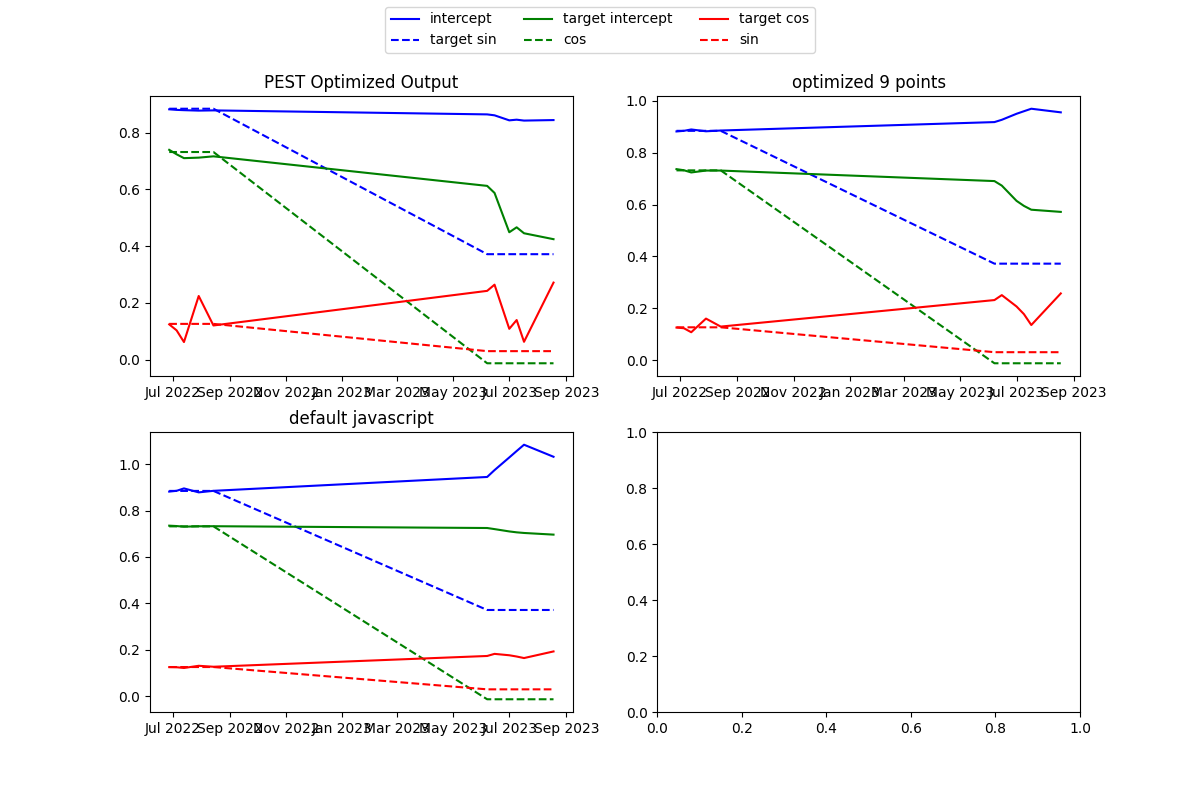 intercept target intercept target cos
target sin cos sin
PEST Optimized Output
optimized 9 points
0.8
0.6
0.4
0.2
0.0
Jul 2022 Sep 2022 Nov 2022 Jan 2023 Mar 2023 May 2023 Jul 2023 Sep 2023
1.0
0.8
0.6
0.4
0.2
0.0
Jul 2022 Sep 2022 Nov 2022 Jan 2023 Mar 2023 May 2023 Jul 2023 Sep 2023
default javascript
1.0
0.8
0.6
0.4
0.2
0.0
Jul 2022 Sep 2022 Nov 2022 Jan 2023 Mar 2023 May 2023 Jul 2023 Sep 2023
1.0
0.8
0.6
0.4
0.2
0.0
0.0 0.2 0.4 0.6 0.8 1.0